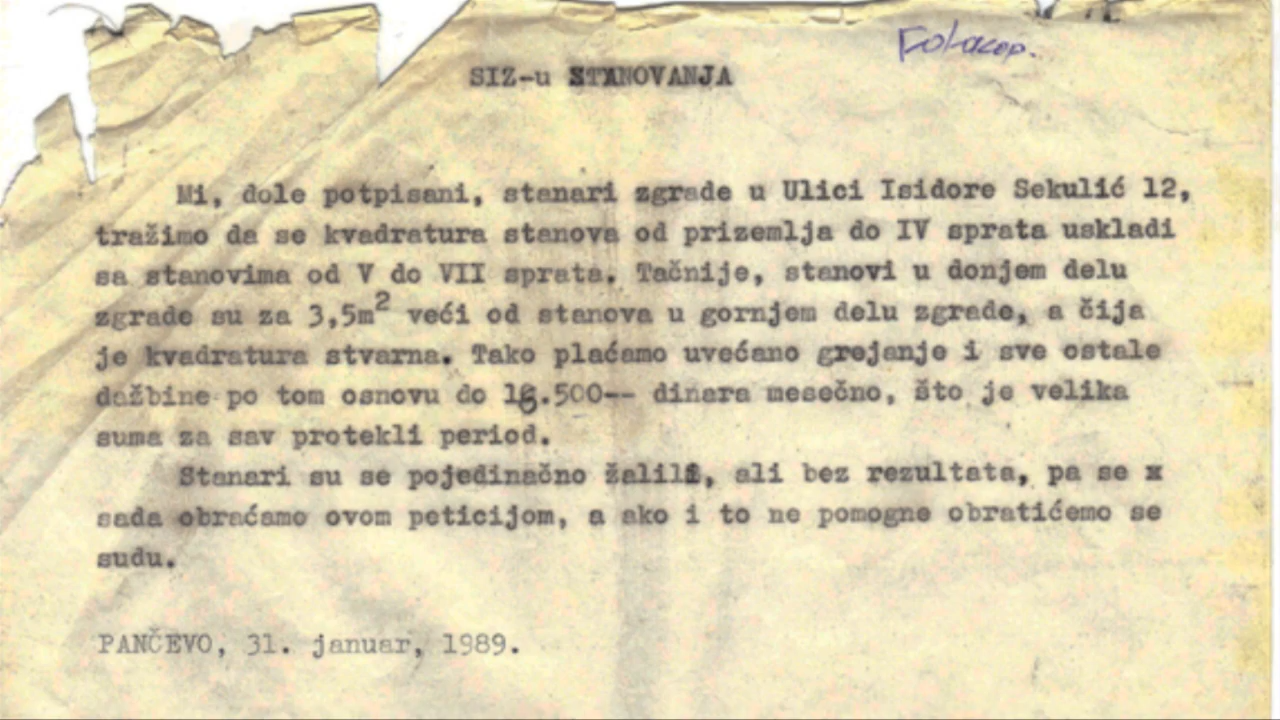 SIZ-u STANOVANJA
Mi, dole potpisani, stanari zgrade u Ulici Isidore Sekulić 12,
tražimo da se kvadratura stanova od prizemlja do IV sprata uskladi
sa stanovima od V do VII sprata. Tačnije, stanovi u donjem delu
zgrade su za 3,5m² veći od stanova u gornjem delu zgrade, a čija
je kvadratura stvarna. Tako plaćamo uvećano grejanje i sve ostale
dažbine po tom osnovu do dinara mesečno, što je velika
suma za sav protekli period.
Stanari su se pojedinačno žalili, ali bez rezultata, pa se x
sada obraćamo ovom peticijom, a ako i to ne pomogne obratićemo se
sudu.
PANČEVO, 31. januar, 1989.